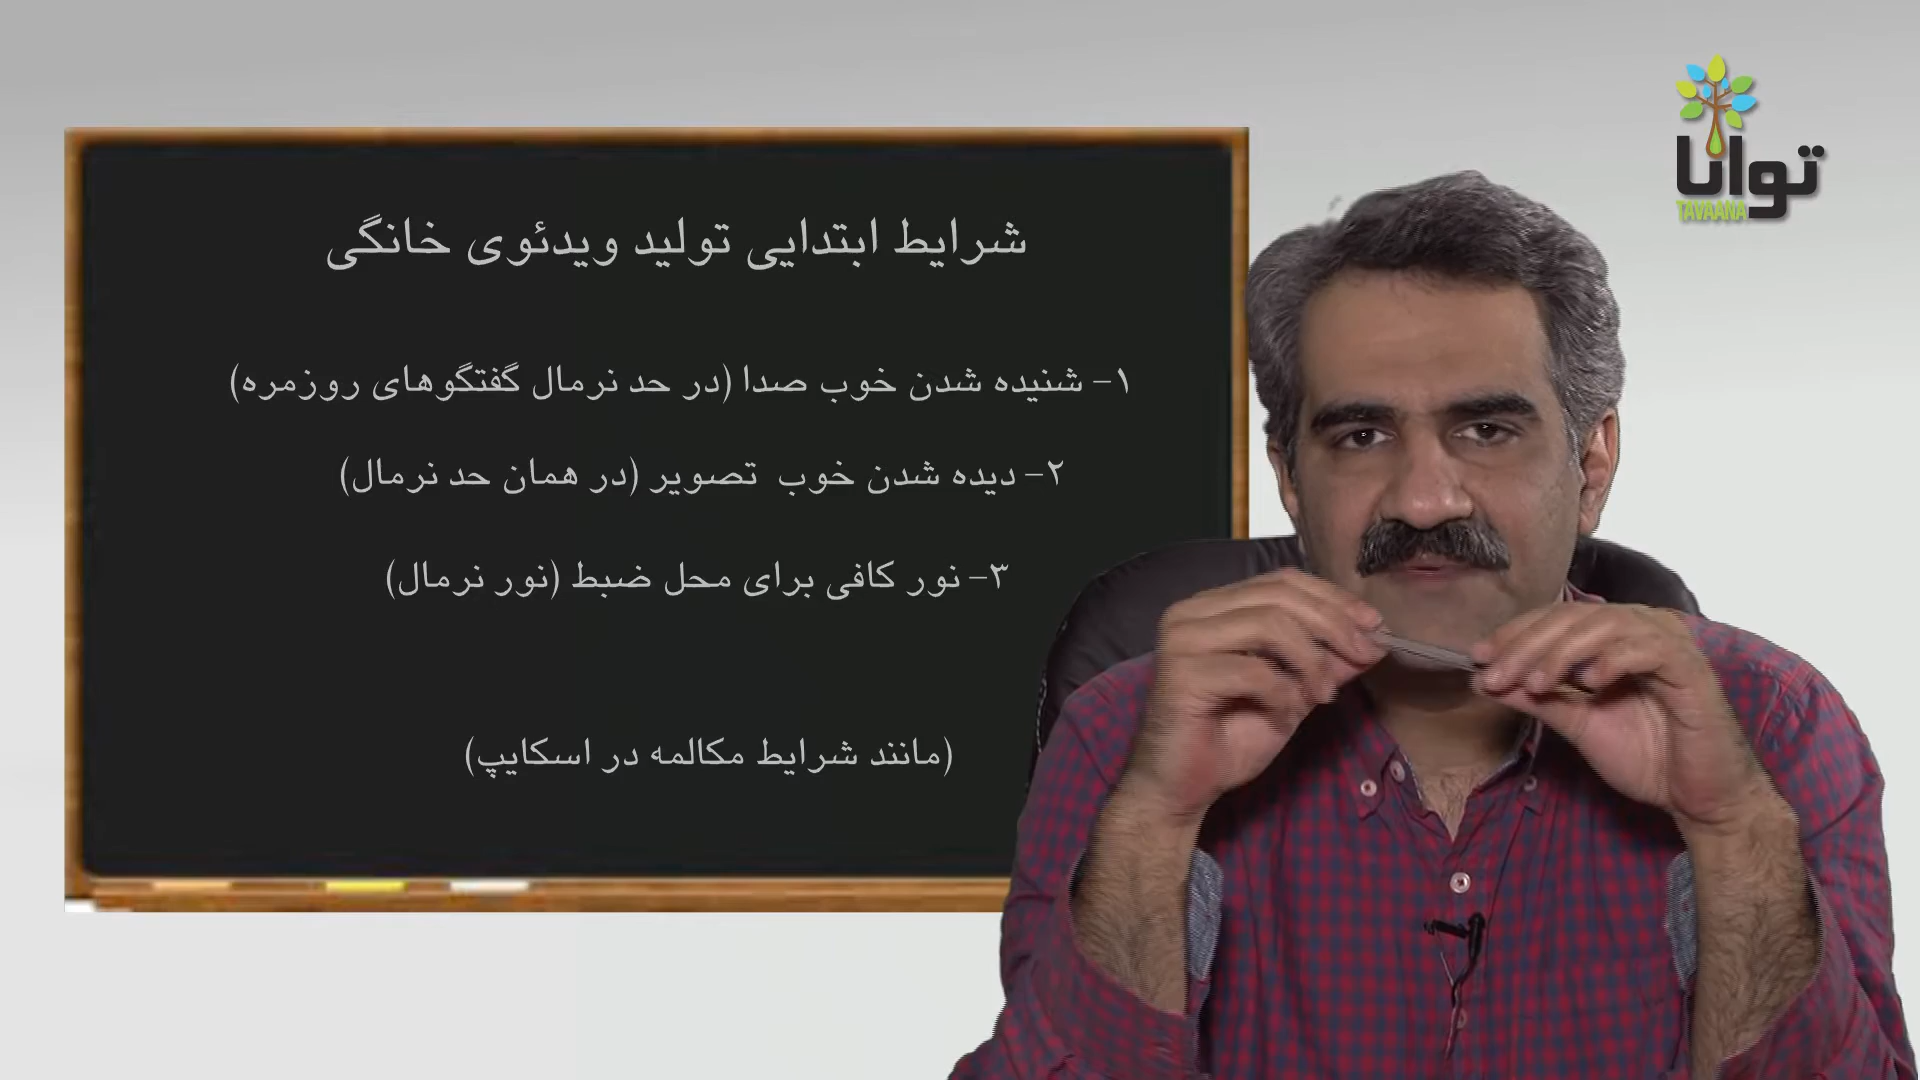 توانا
TAVAANA
شرایط ابتدایی تولید ویدئوی خانگی
۱- شنیده شدن خوب صدا (در حد نرمال گفتگوهای روزمره)
۲- دیده شدن خوب تصویر (در همان حد نرمال)
۳- نور کافی برای محل ضبط (نور نرمال)
(مانند شرایط مکالمه در اسکایپ)